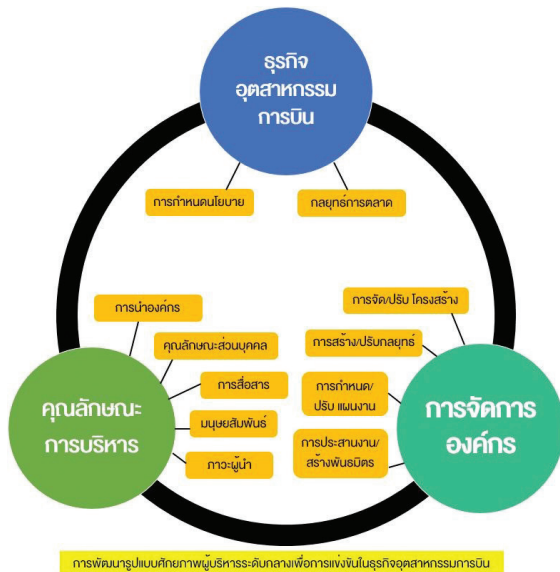 ธุรกิจ
อุตสาหกรรม
การบิน
การกำหนดนโยบาย
กลยุทธ์การตลาด
การนำองค์กร
คุณลักษณะส่วนบุคคล
การสื่อสาร
มนุษยสัมพันธ์
ภาวะผู้นำ
คุณลักษณะ
การบริหาร
การจัด/ปรับ โครงสร้าง
การสร้าง/ปรับกลยุทธ์
การกำหนด/
ปรับ แผนงาน
การประสานงาน/
สร้างพันธมิตร
การจัดการ
องค์กร
การพัฒนารูปแบบศักยภาพผู้บริหารระดับกลางเพื่อการแข่งขันในธุรกิจอุตสาหกรรมการบิน